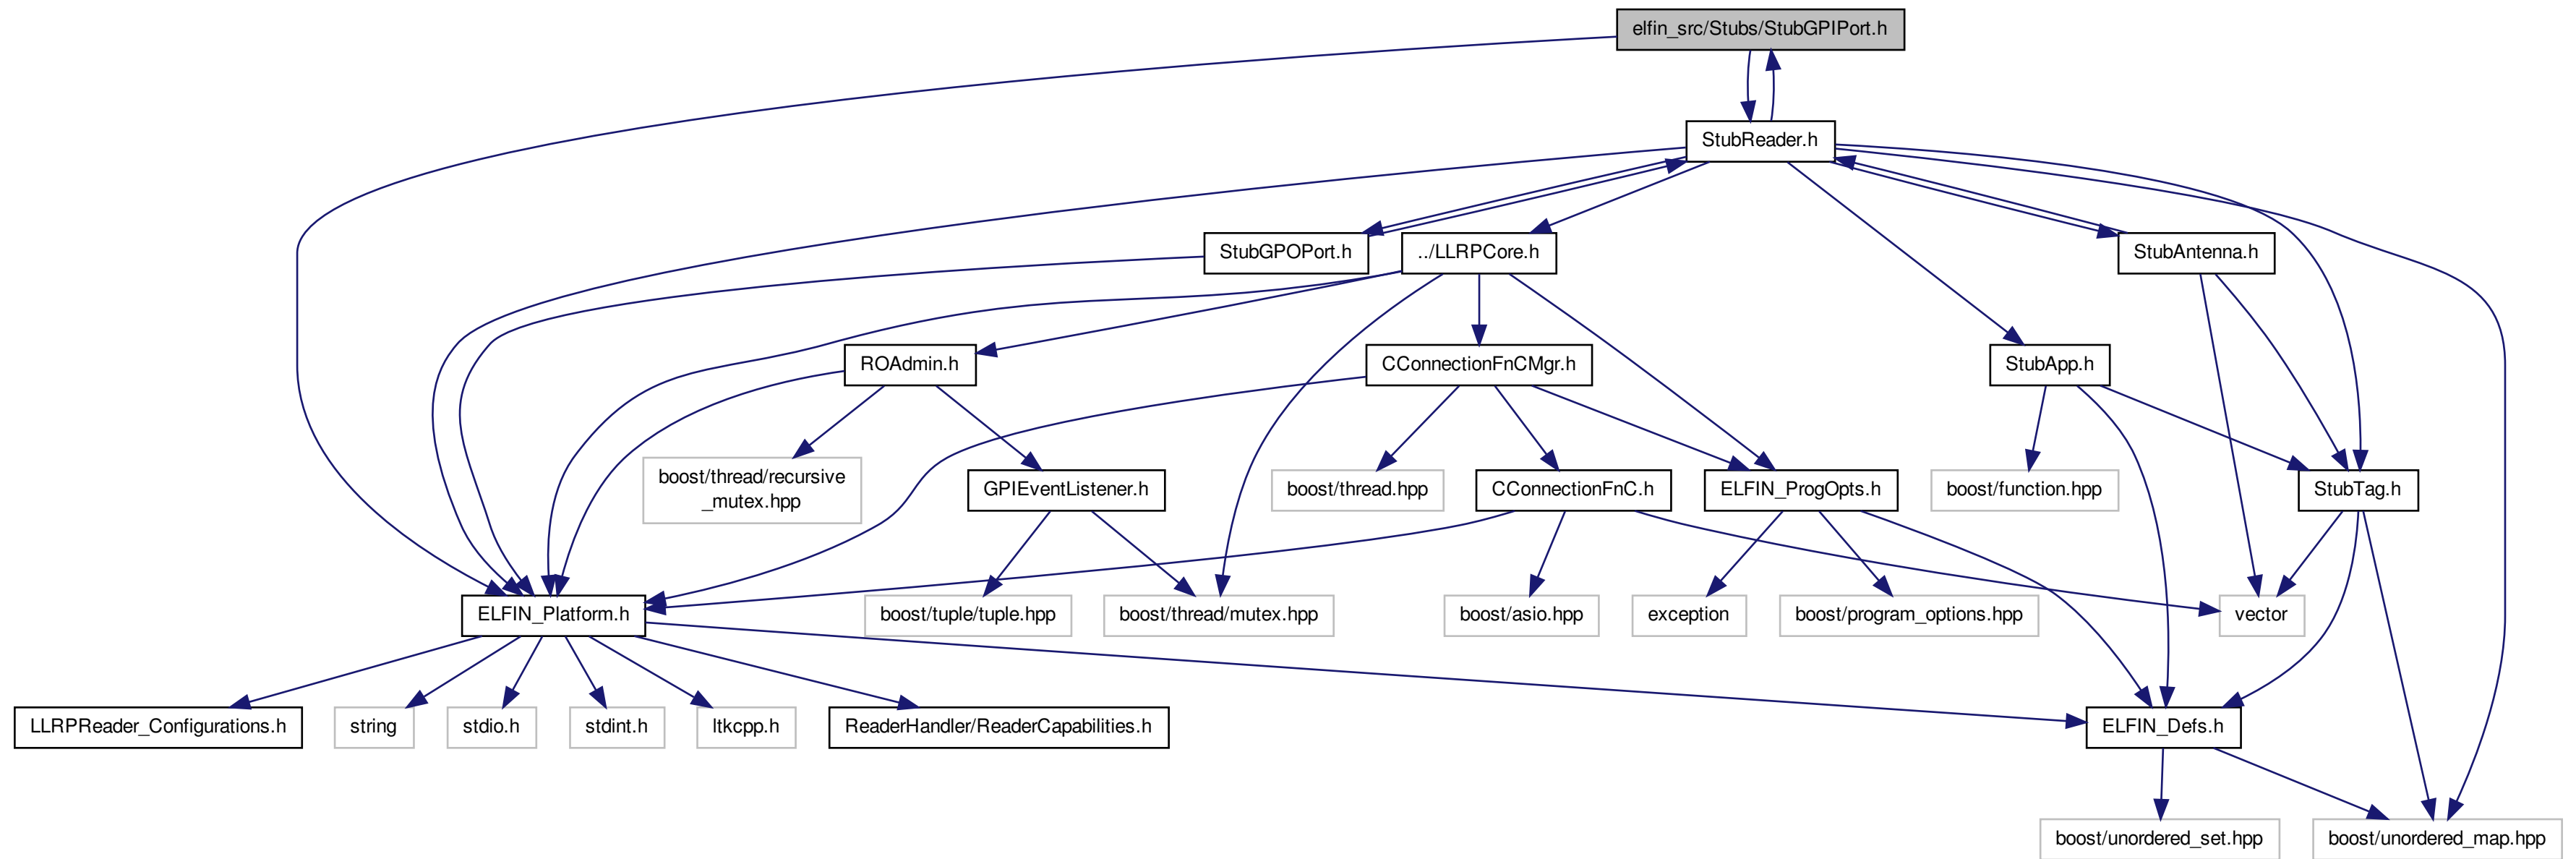 elfin_src/Stubs/StubGPIPort.h
StubReader.h
StubGPOPort.h
../LLRPCore.h
StubAntenna.h
ROAdmin.h
CConnectionFnCMgr.h
StubApp.h
boost/thread/recursive
_mutex.hpp
GPIEventListener.h
boost/thread.hpp
CConnectionFnC.h
ELFIN_ProgOpts.h
boost/function.hpp
StubTag.h
ELFIN_Platform.h
boost/tuple/tuple.hpp
boost/thread/mutex.hpp
boost/asio.hpp
exception
boost/program_options.hpp
vector
LLRPReader_Configurations.h
string
stdio.h
stdint.h
ltkcpp.h
ReaderHandler/ReaderCapabilities.h
ELFIN_Defs.h
boost/unordered_set.hpp
boost/unordered_map.hpp